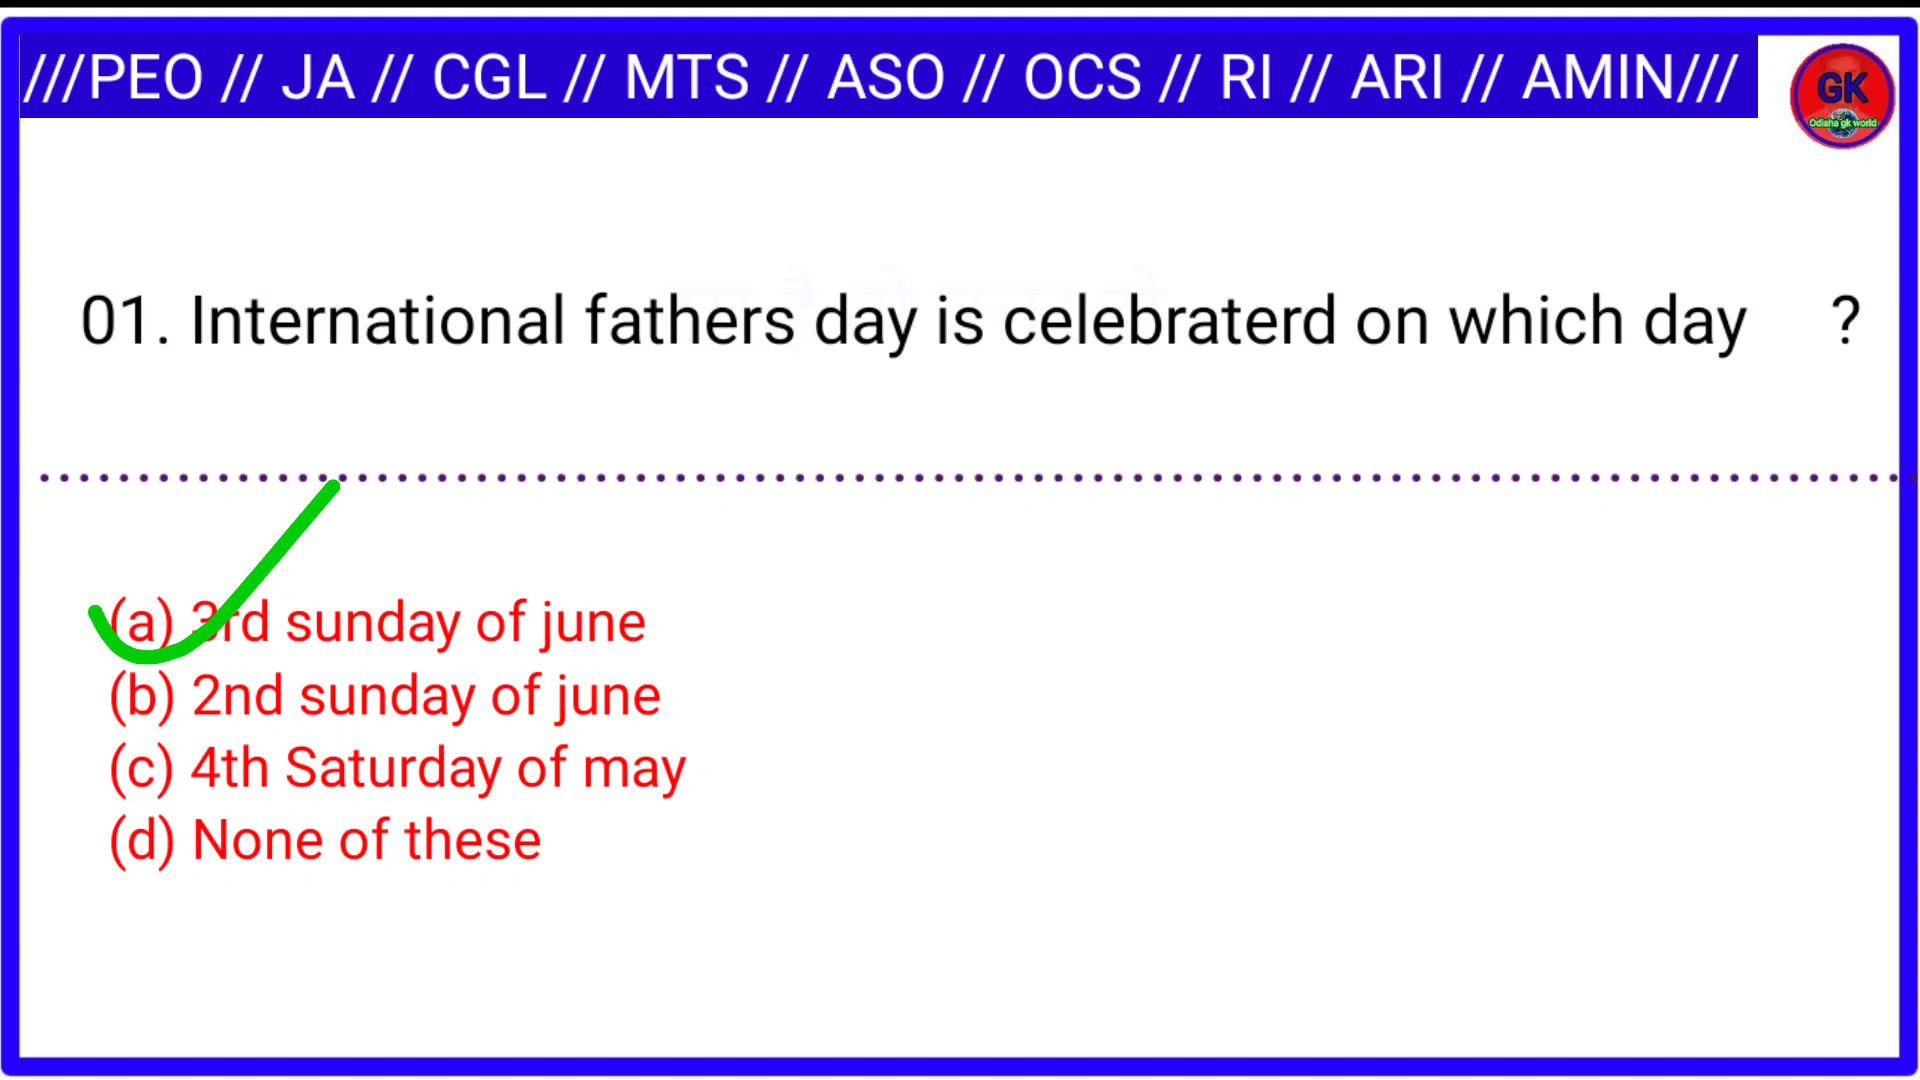 ///PEO // JA // CGL // MTS // ASO // OCS // RI // ARI // AMIN///
GK
Odisha gk world
01. International fathers day is celebraterd on which day ?
(a) 3rd sunday of june
(b) 2nd sunday of june
(c) 4th Saturday of may
(d) None of these